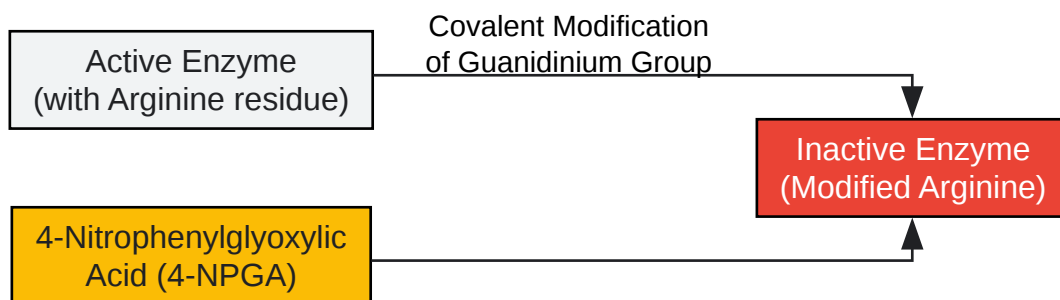 Active Enzyme
(with Arginine residue)
Covalent Modification
of Guanidinium Group
Inactive Enzyme
(Modified Arginine)
4-Nitrophenylglyoxylic
Acid (4-NPGA)